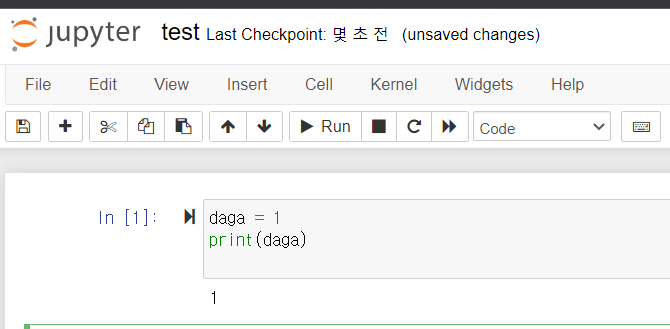 jupyter test Last Checkpoint: 몇 초 전 (unsaved changes)
File Edit View Insert Cell Kernel Widgets Help
Run Code
In [1]: daga = 1
print(daga)
1